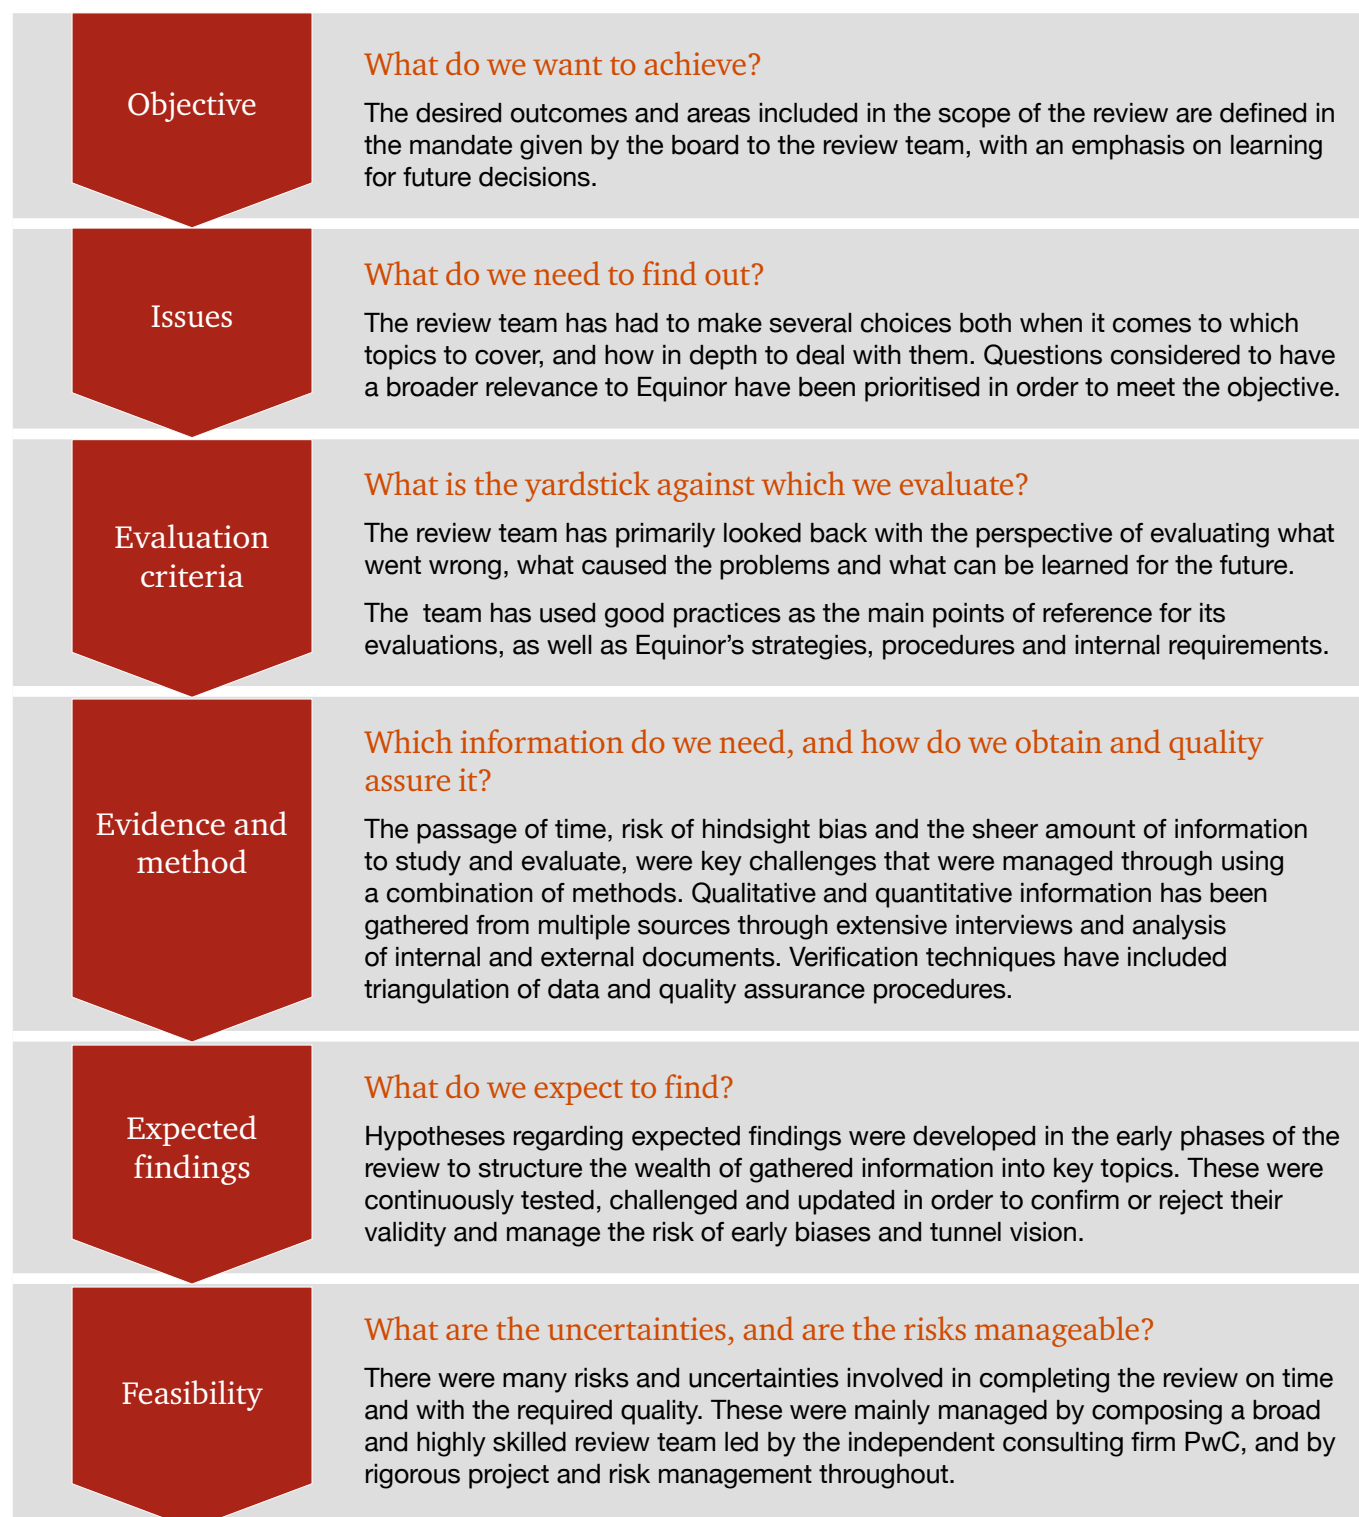 Objective
What do we want to achieve?
The desired outcomes and areas included in the scope of the review are defined in
the mandate given by the board to the review team, with an emphasis on learning
for future decisions.
Issues
What do we need to find out?
The review team has had to make several choices both when it comes to which
topics to cover, and how in depth to deal with them. Questions considered to have
a broader relevance to Equinor have been prioritised in order to meet the objective.
Evaluation
criteria
What is the yardstick against which we evaluate?
The review team has primarily looked back with the perspective of evaluating what
went wrong, what caused the problems and what can be learned for the future.
The  team has used good practices as the main points of reference for its
evaluations, as well as Equinor’s strategies, procedures and internal requirements.
Evidence and
method
Which information do we need, and how do we obtain and quality
assure it?
The passage of time, risk of hindsight bias and the sheer amount of information
to study and evaluate, were key challenges that were managed through using
a combination of methods. Qualitative and quantitative information has been
gathered from multiple sources through extensive interviews and analysis
of internal and external documents. Verification techniques have included
triangulation of data and quality assurance procedures.
Expected
findings
What do we expect to find?
Hypotheses regarding expected findings were developed in the early phases of the
review to structure the wealth of gathered information into key topics. These were
continuously tested, challenged and updated in order to confirm or reject their
validity and manage the risk of early biases and tunnel vision.
Feasibility
What are the uncertainties, and are the risks manageable?
There were many risks and uncertainties involved in completing the review on time
and with the required quality. These were mainly managed by composing a broad
and highly skilled review team led by the independent consulting firm PwC, and by
rigorous project and risk management throughout.